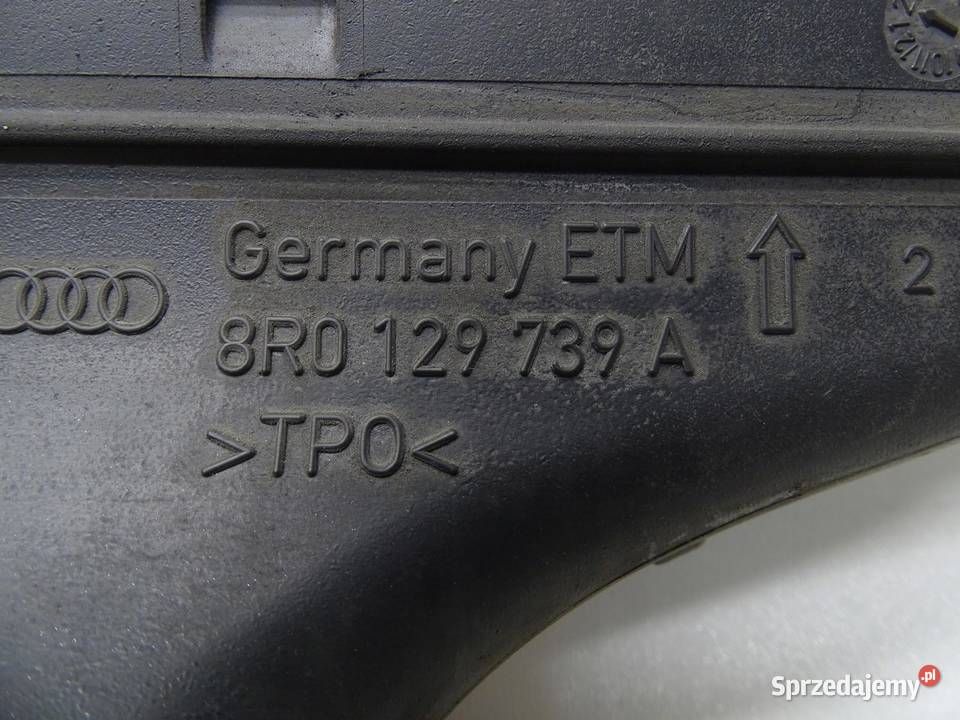 Germany ETM
2
8R0 129 739 A
>TPO<
Sprzedajemy.pl